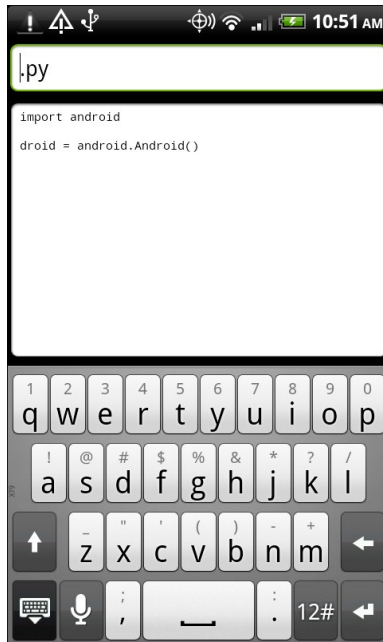 10:51 AM
.py
import android
droid = android.Android()
1 2 3 4 5 6 7 8 9 0
q w e r t y u i o p
! @ # $ % & * ? /
a s d f g h j k l
_ " ' ( ) - +
z x c v b n m
; :
, . 12#